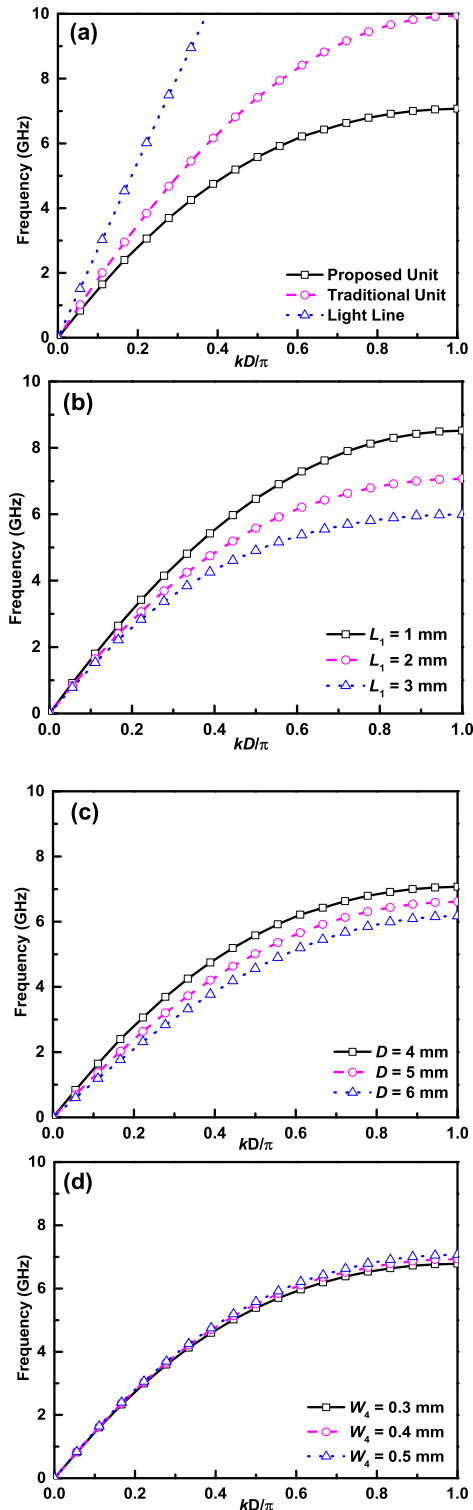 (a)
10
8
6
4
2
0
Frequency (GHz)
Proposed Unit
Traditional Unit
Light Line
0.0 0.2 0.4 0.6 0.8 1.0
kD/π
(b)
10
8
6
4
2
0
Frequency (GHz)
L₁ = 1 mm
L₁ = 2 mm
L₁ = 3 mm
0.0 0.2 0.4 0.6 0.8 1.0
kD/π
(c)
10
8
6
4
2
0
Frequency (GHz)
D = 4 mm
D = 5 mm
D = 6 mm
0.0 0.2 0.4 0.6 0.8 1.0
kD/π
(d)
10
8
6
4
2
0
Frequency (GHz)
W₄ = 0.3 mm
W₄ = 0.4 mm
W₄ = 0.5 mm
0.0 0.2 0.4 0.6 0.8 1.0
kD/π